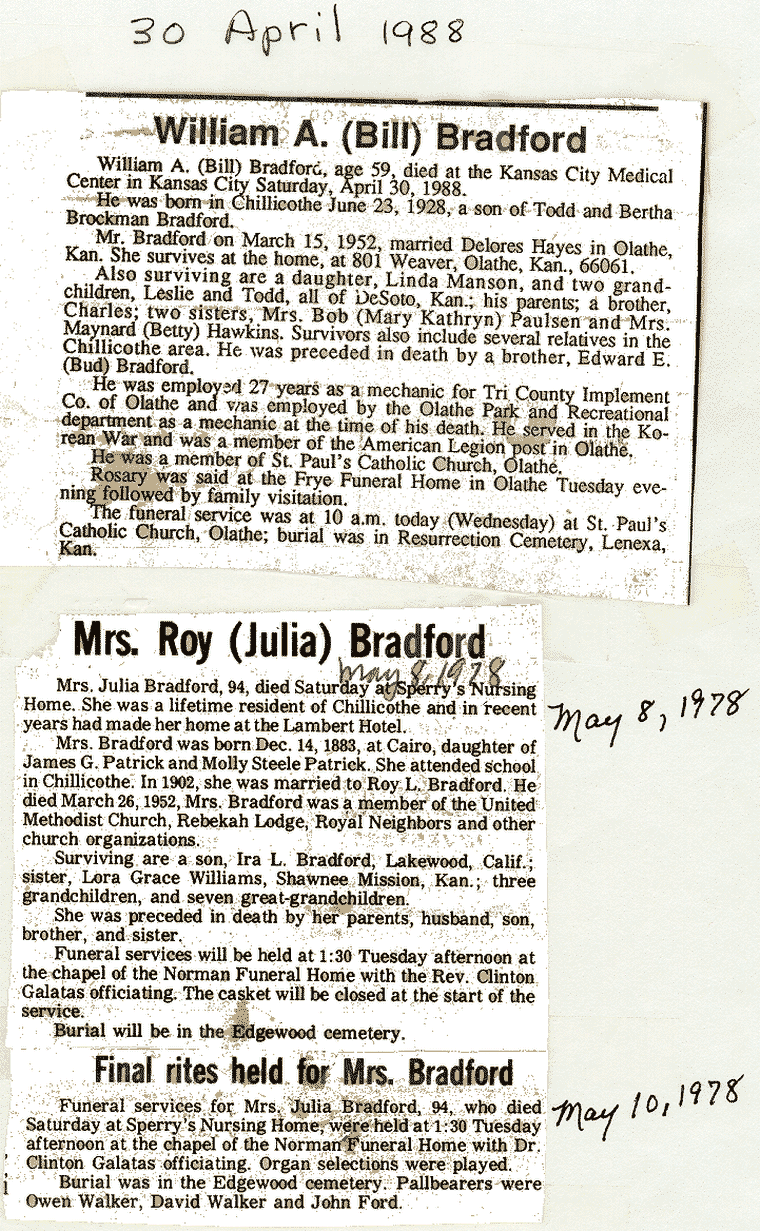 30 April 1988
William A. (Bill) Bradford
William A. (Bill) Bradford, age 59, died at the Kansas City Medical
Center in Kansas City Saturday, April 30, 1988.
He was born in Chillicothe June 23, 1928, a son of Todd and Bertha
Brockman Bradford.
Mr. Bradford on March 15, 1952, married Delores Hayes in Olathe,
Kan. She survives at the home, at 801 Weaver, Olathe, Kan., 66061.
Also surviving are a daughter, Linda Manson, and two grand-
children, Leslie and Todd, all of DeSoto, Kan.; his parents; a brother,
Charles; two sisters, Mrs. Bob (Mary Kathryn) Paulsen and Mrs.
Maynard (Betty) Hawkins. Survivors also include several relatives in the
Chillicothe area. He was preceded in death by a brother, Edward E.
(Bud) Bradford.
He was employed 27 years as a mechanic for Tri County Implement
Co. of Olathe and was employed by the Olathe Park and Recreational
department as a mechanic at the time of his death. He served in the Ko-
rean War and was a member of the American Legion post in Olathe.
He was a member of St. Paul's Catholic Church, Olathe.
Rosary was said at the Frye Funeral Home in Olathe Tuesday eve-
ning followed by family visitation.
The funeral service was at 10 a.m. today (Wednesday) at St. Paul's
Catholic Church, Olathe; burial was in Resurrection Cemetery, Lenexa,
Kan.
Mrs. Roy (Julia) Bradford
May 8, 1978
Mrs. Julia Bradford, 94, died Saturday at Sperry's Nursing
Home. She was a lifetime resident of Chillicothe and in recent
years had made her home at the Lambert Hotel.
May 8, 1978
Mrs. Bradford was born Dec. 14, 1883, at Cairo, daughter of
James G. Patrick and Molly Steele Patrick. She attended school
in Chillicothe. In 1902, she was married to Roy L. Bradford. He
died March 26, 1952, Mrs. Bradford was a member of the United
Methodist Church, Rebekah Lodge, Royal Neighbors and other
church organizations.
Surviving are a son, Ira L. Bradford, Lakewood, Calif.;
sister, Lora Grace Williams, Shawnee Mission, Kan.; three
grandchildren, and seven great-grandchildren.
She was preceded in death by her parents, husband, son,
brother, and sister.
Funeral services will be held at 1:30 Tuesday afternoon at
the chapel of the Norman Funeral Home with the Rev. Clinton
Galatas officiating. The casket will be closed at the start of the
service.
Burial will be in the Edgewood cemetery.
Final rites held for Mrs. Bradford
Funeral services for Mrs. Julia Bradford, 94, who died
Saturday at Sperry's Nursing Home, were held at 1:30 Tuesday
afternoon at the chapel of the Norman Funeral Home with Dr.
Clinton Galatas officiating. Organ selections were played.
May 10, 1978
Burial was in the Edgewood cemetery. Pallbearers were
Owen Walker, David Walker and John Ford.